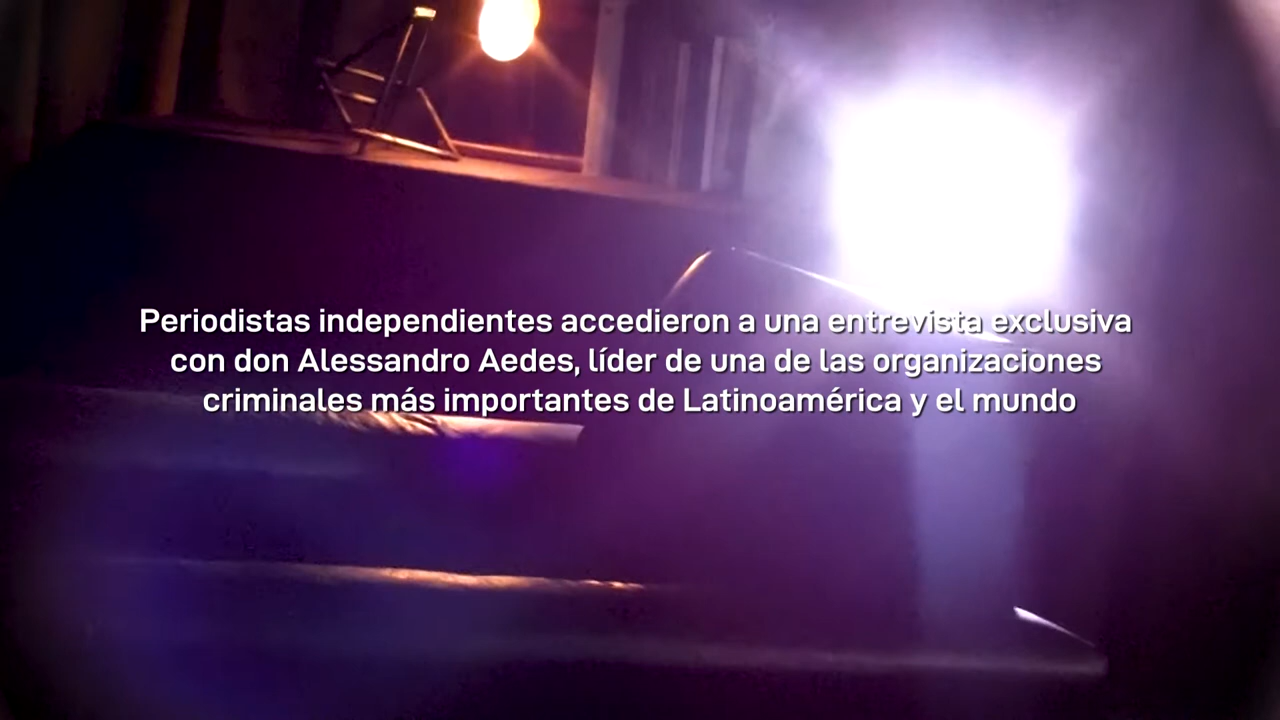 Periodistas independientes accedieron a una entrevista exclusiva
con don Alessandro Aedes, líder de una de las organizaciones
criminales más importantes de Latinoamérica y el mundo